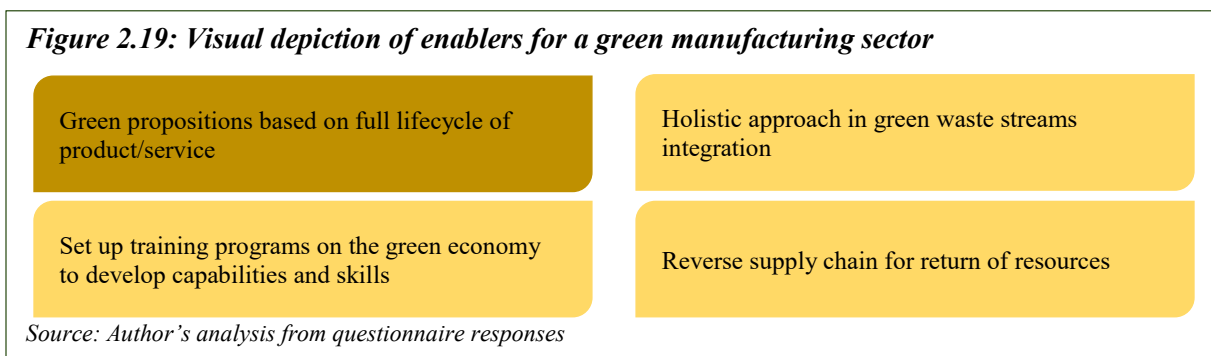 Figure 2.19: Visual depiction of enablers for a green manufacturing sector
Green propositions based on full lifecycle of
product/service
Holistic approach in green waste streams
integration
Set up training programs on the green economy
to develop capabilities and skills
Reverse supply chain for return of resources
Source: Author’s analysis from questionnaire responses